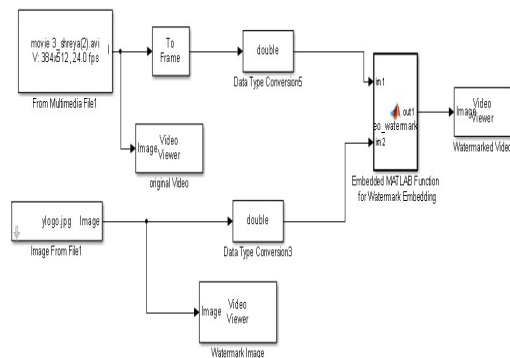 movie 3_shreya(2).avi
V: 384x512, 24.0 fps
I
From Multimedia File1
To
Frame
double
Data Type Conversion5
Image
Video
Viewer
original Video
in1
in2
out1
eo_watermark
Embedded MATLAB Function
for Watermark Embedding
Image
Video
Viewer
Watermarked Video
ylogo.jpg
Image
Image From File1
double
Data Type Conversion3
Image
Video
Viewer
Watermark Image